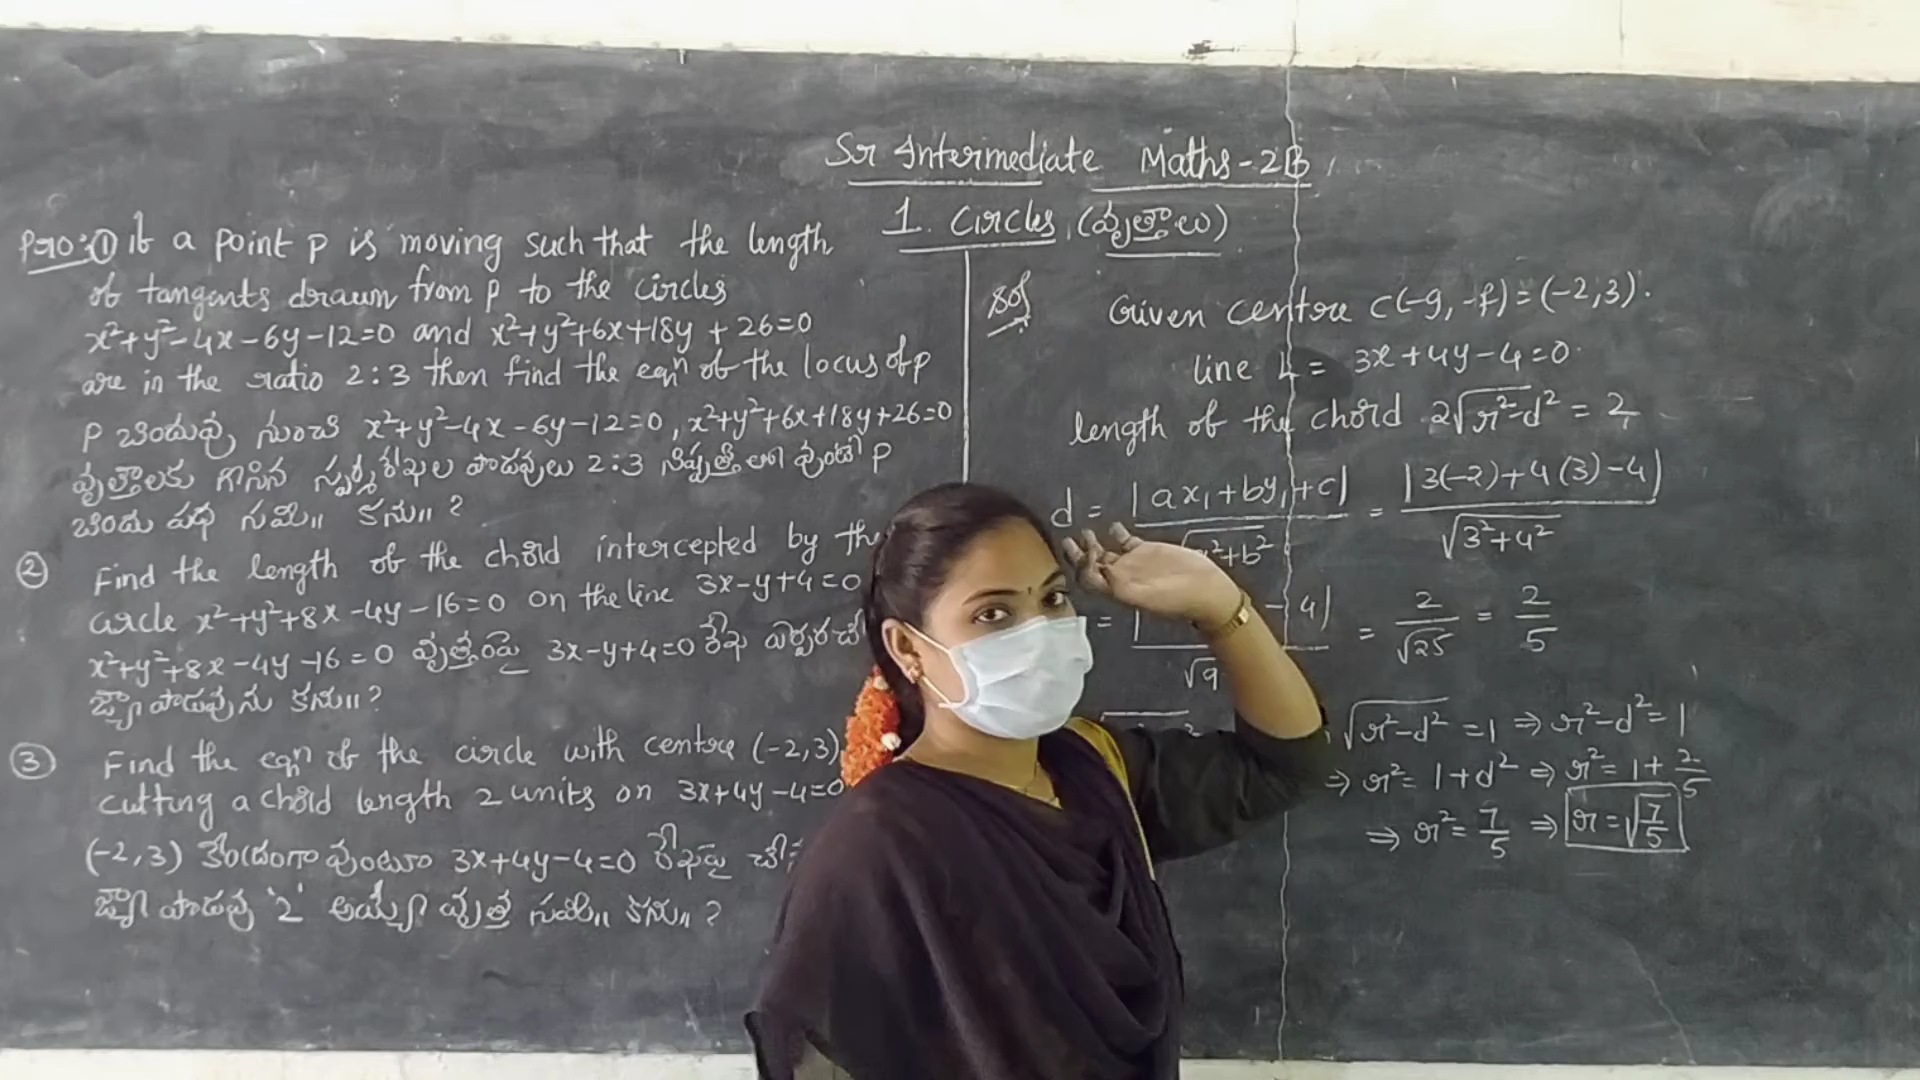 Sr Intermediate Maths-2B
1. Circles (వృత్తాలు)
Pro:① If a point P is moving such that the length
of tangents drawn from P to the circles
x²+y²-4x-6y-12=0 and x²+y²+6x+18y+26=0
are in the ratio 2:3 then find the eqn of the locus of P
P బిందువు నుంచి x²+y²-4x-6y-12=0, x²+y²+6x+18y+26=0
వృత్తాలకు గీసిన స్పర్శరేఖల పొడవులు 2:3 నిష్పత్తిలో వుంటే P
బిందు పథ సమీ॥ కను॥ ?
② Find the length of the chord intercepted by the
circle x²+y²+8x-4y-16=0 on the line 3x-y+4=0
x²+y²+8x-4y-16=0 వృత్తంపై 3x-y+4=0 రేఖ
జ్యా పొడవును కను॥ ?
③ Find the eqn of the circle with centre (-2,3)
cutting a chord length 2 units on 3x+4y-4=0
(-2,3) కేంద్రంగా వుంటూ 3x+4y-4=0 రేఖపై
జ్యా పొడవు '2' అయ్యే వృత్త సమీ॥ కను॥ ?
Sol
Given centre C(-g,-f)=(-2,3).
line L = 3x+4y-4=0
length of the chord 2√r²-d² = 2
d = |ax₁+by₁+c| / √a²+b² = |3(-2)+4(3)-4| / √3²+4²
= | -4| / √9 = 2/√25 = 2/5
√r²-d² = 1 ⇒ r²-d² = 1
⇒ r² = 1+d² ⇒ r² = 1+2/5
⇒ r² = 7/5 ⇒ r = √7/5